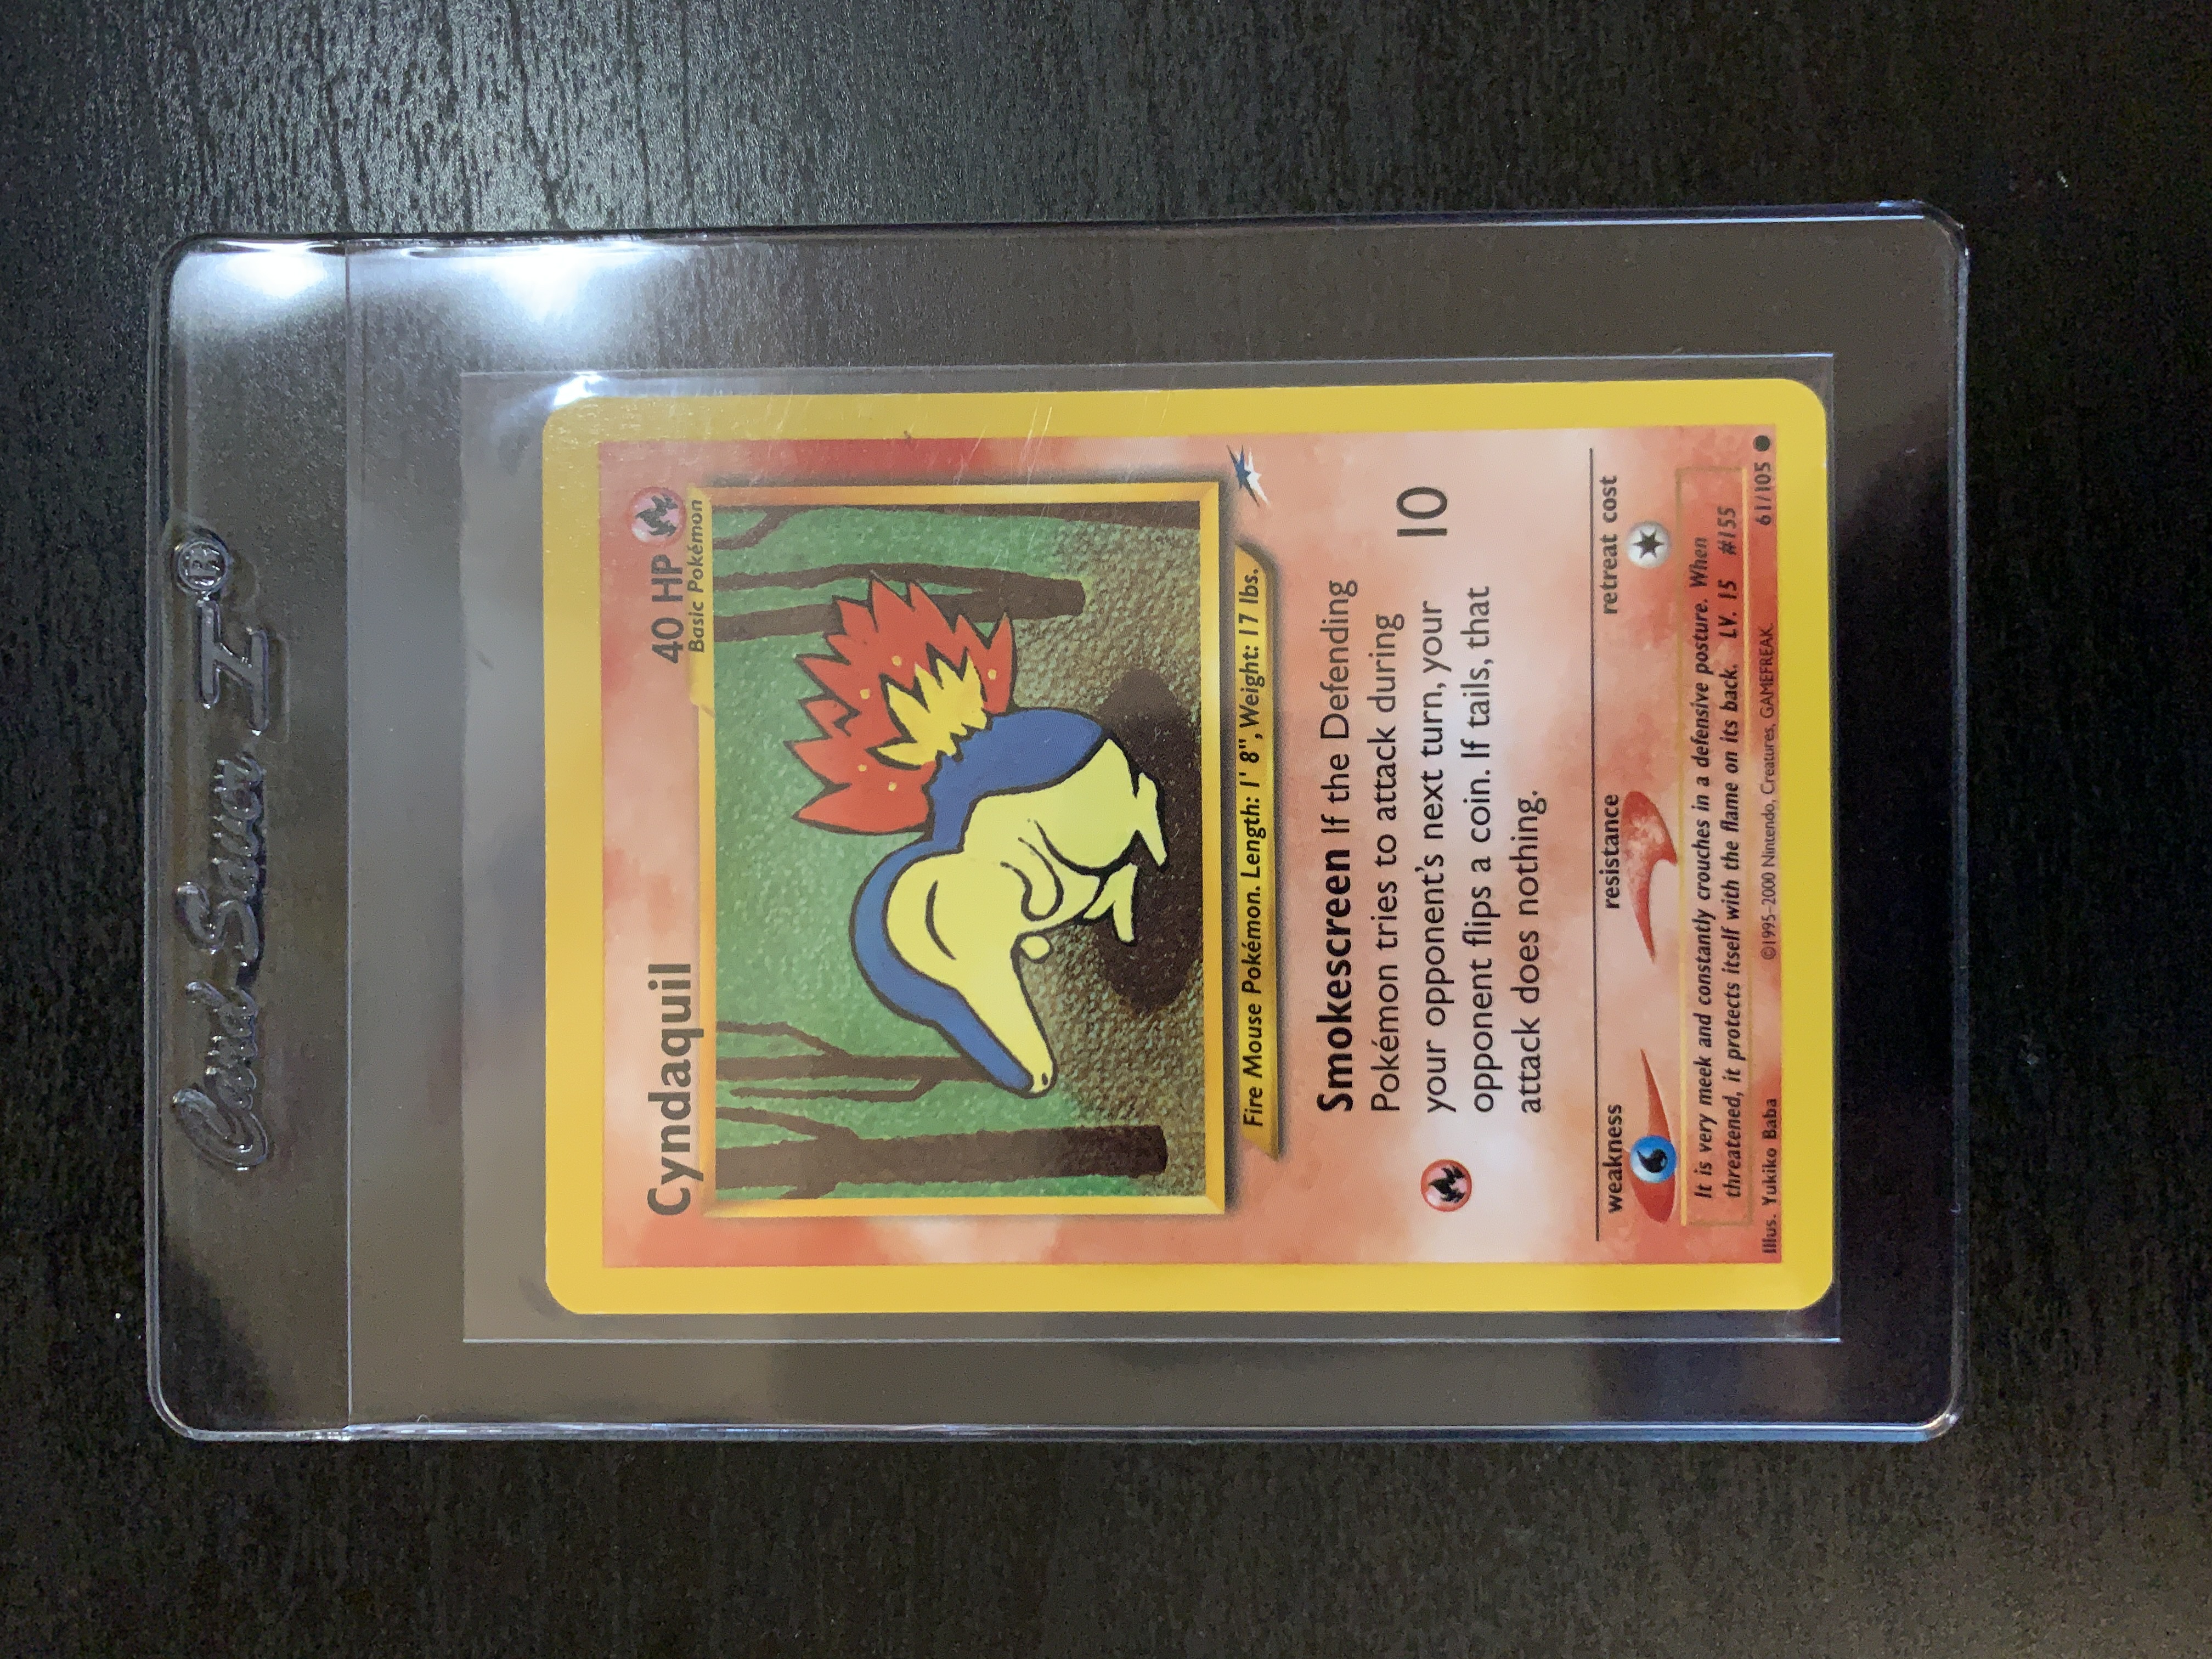 Card Saver I®
Cyndaquil
40 HP
Basic Pokémon
Fire Mouse Pokémon. Length: 1' 8", Weight: 17 lbs.
Smokescreen If the Defending
Pokémon tries to attack during
your opponent's next turn, your
opponent flips a coin. If tails, that
attack does nothing.
10
weakness
resistance
retreat cost
It is very meek and constantly crouches in a defensive posture. When
threatened, it protects itself with the flame on its back. LV. 15 #155
Illus. Yukiko Baba
©1995–2000 Nintendo, Creatures, GAMEFREAK.
61/105